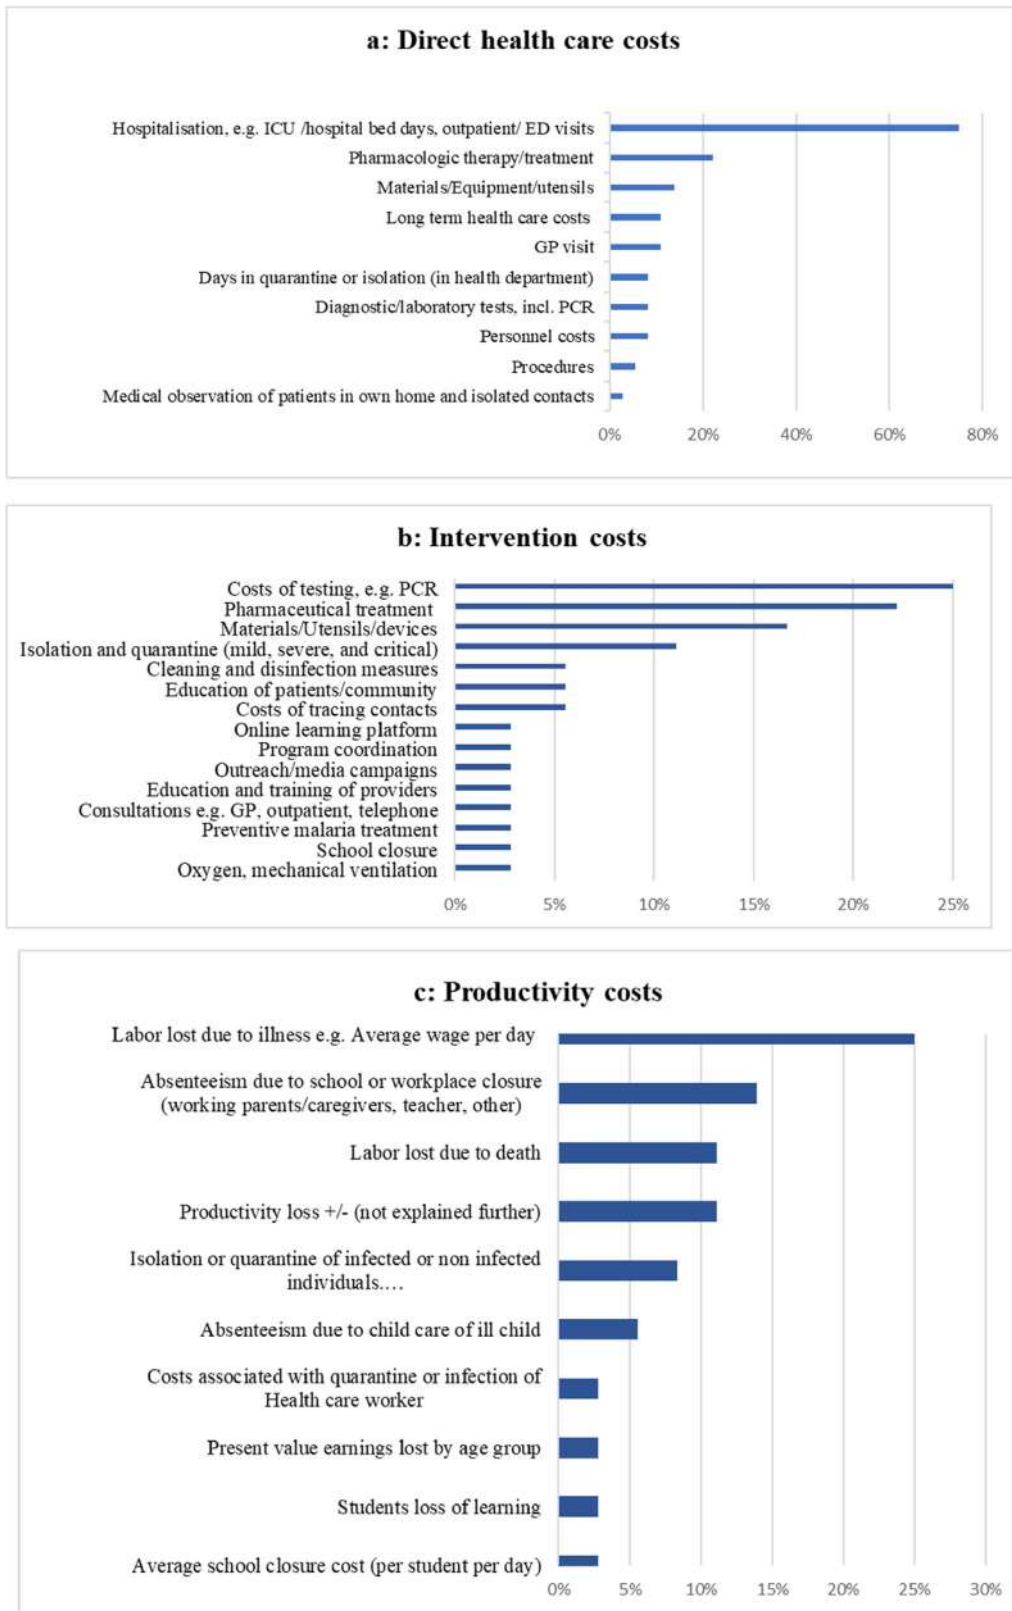 a: Direct health care costs
Hospitalisation, e.g. ICU /hospital bed days, outpatient/ ED visits
Pharmacologic therapy/treatment
Materials/Equipment/utensils
Long term health care costs
GP visit
Days in quarantine or isolation (in health department)
Diagnostic/laboratory tests, incl. PCR
Personnel costs
Procedures
Medical observation of patients in own home and isolated contacts
0% 20% 40% 60% 80%
b: Intervention costs
Costs of testing, e.g. PCR
Pharmaceutical treatment
Materials/Utensils/devices
Isolation and quarantine (mild, severe, and critical)
Cleaning and disinfection measures
Education of patients/community
Costs of tracing contacts
Online learning platform
Program coordination
Outreach/media campaigns
Education and training of providers
Consultations e.g. GP, outpatient, telephone
Preventive malaria treatment
School closure
Oxygen, mechanical ventilation
0% 5% 10% 15% 20% 25%
c: Productivity costs
Labor lost due to illness e.g. Average wage per day
Absenteeism due to school or workplace closure
(working parents/caregivers, teacher, other)
Labor lost due to death
Productivity loss +/- (not explained further)
Isolation or quarantine of infected or non infected
individuals....
Absenteeism due to child care of ill child
Costs associated with quarantine or infection of
Health care worker
Present value earnings lost by age group
Students loss of learning
Average school closure cost (per student per day)
0% 5% 10% 15% 20% 25% 30%